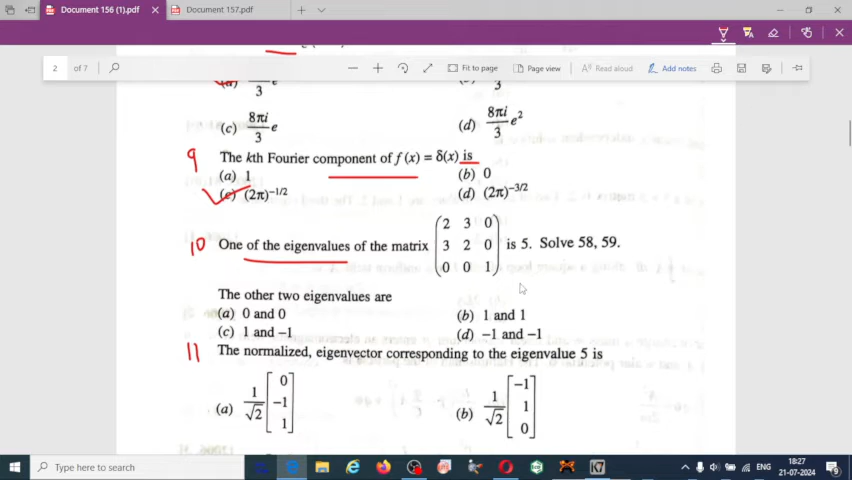 Document 156 (1).pdf
Document 157.pdf
2 of 7
Fit to page
Page view
Read aloud
Add notes
(a) 3 e
3
(c) 8πi/3 e
(d) 8πi/3 e²
9 The kth Fourier component of f (x) = δ(x) is
(a) 1
(b) 0
(c) (2π)⁻¹/²
(d) (2π)⁻³/²
10 One of the eigenvalues of the matrix (2 3 0
3 2 0
0 0 1) is 5. Solve 58, 59.
The other two eigenvalues are
(a) 0 and 0
(b) 1 and 1
(c) 1 and −1
(d) −1 and −1
11 The normalized, eigenvector corresponding to the eigenvalue 5 is
(a) 1/√2 [0
−1
1]
(b) 1/√2 [−1
1
0]
Type here to search
K7
ENG
18:27
21-07-2024